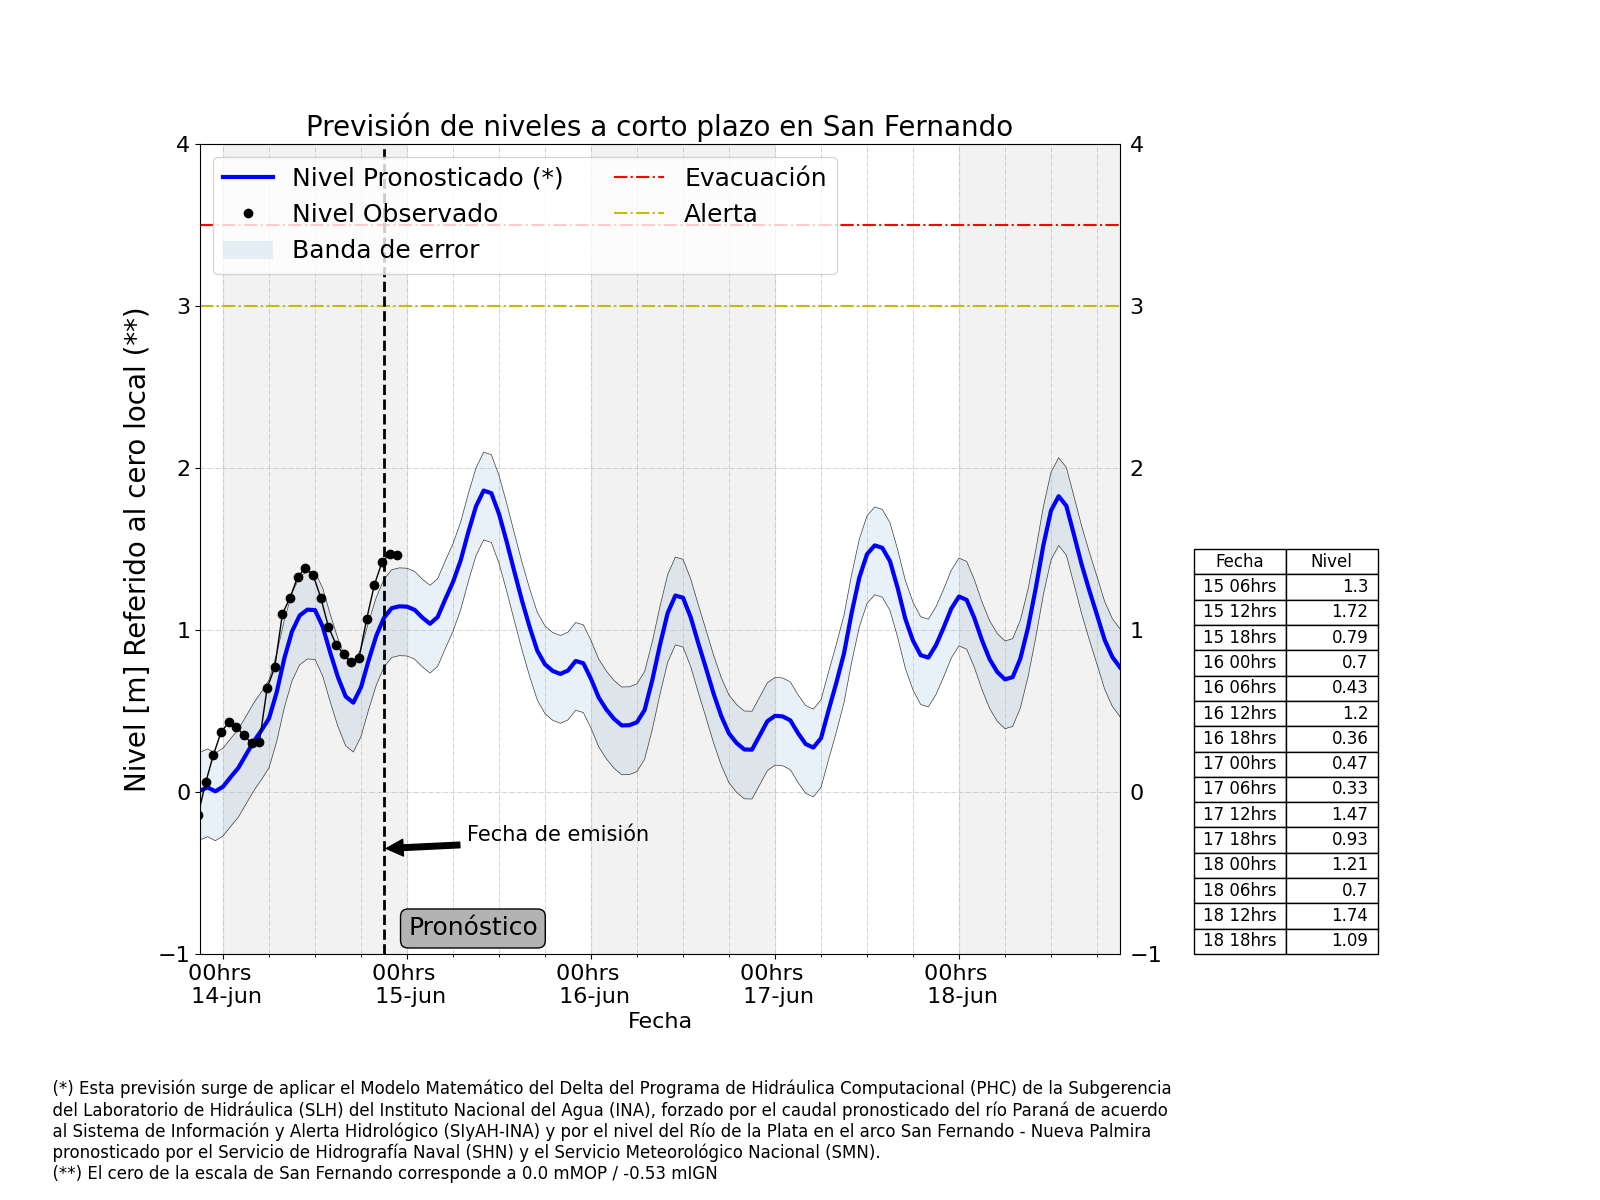 Previsión de niveles a corto plazo en San Fernando
Nivel Pronosticado (*)
Nivel Observado
Banda de error
Evacuación
Alerta
Nivel [m] Referido al cero local (**)
4
3
2
1
0
−1
4
3
2
1
0
−1
Fecha de emisión
Pronóstico
00hrs 00hrs 00hrs 00hrs 00hrs
14-jun 15-jun 16-jun 17-jun 18-jun
Fecha
Fecha Nivel
15 06hrs 1.3
15 12hrs 1.72
15 18hrs 0.79
16 00hrs 0.7
16 06hrs 0.43
16 12hrs 1.2
16 18hrs 0.36
17 00hrs 0.47
17 06hrs 0.33
17 12hrs 1.47
17 18hrs 0.93
18 00hrs 1.21
18 06hrs 0.7
18 12hrs 1.74
18 18hrs 1.09
(*) Esta previsión surge de aplicar el Modelo Matemático del Delta del Programa de Hidráulica Computacional (PHC) de la Subgerencia
del Laboratorio de Hidráulica (SLH) del Instituto Nacional del Agua (INA), forzado por el caudal pronosticado del río Paraná de acuerdo
al Sistema de Información y Alerta Hidrológico (SIyAH-INA) y por el nivel del Río de la Plata en el arco San Fernando - Nueva Palmira
pronosticado por el Servicio de Hidrografía Naval (SHN) y el Servicio Meteorológico Nacional (SMN).
(**) El cero de la escala de San Fernando corresponde a 0.0 mMOP / -0.53 mIGN